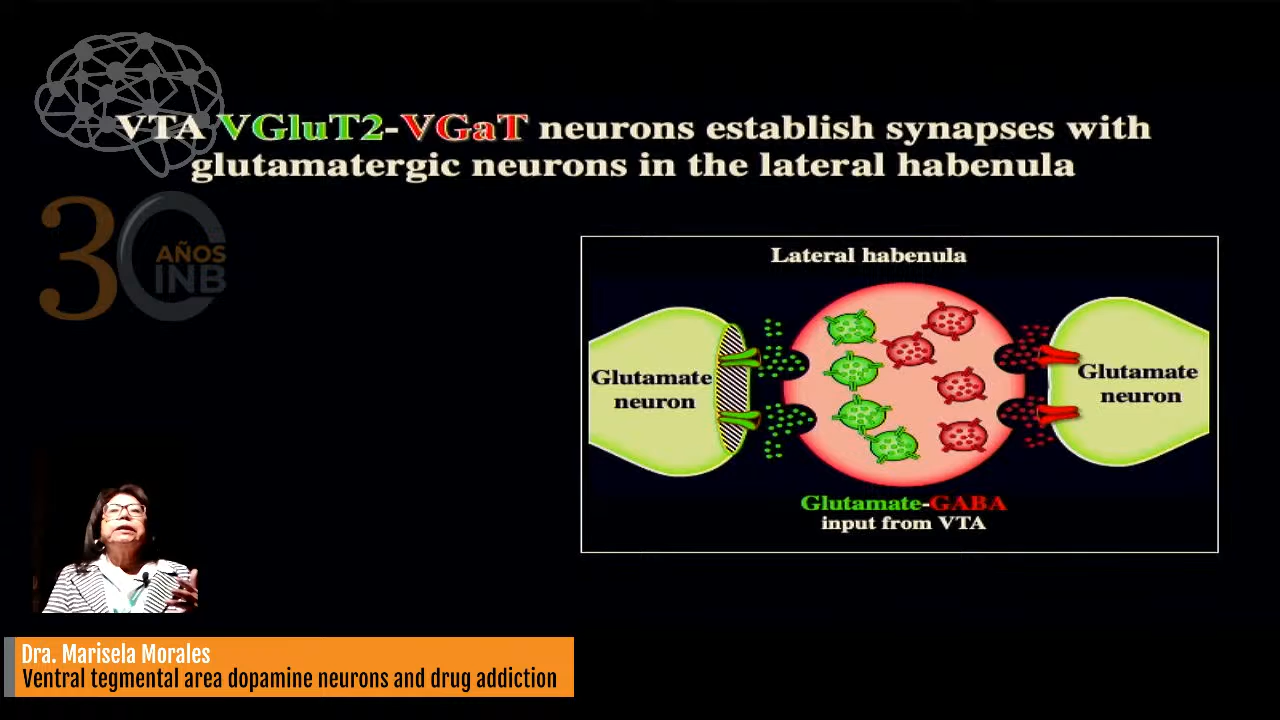 VTA VGluT2-VGaT neurons establish synapses with
glutamatergic neurons in the lateral habenula
30
AÑOS
INB
Lateral habenula
Glutamate
neuron
Glutamate
neuron
Glutamate-GABA
input from VTA
Dra. Marisela Morales
Ventral tegmental area dopamine neurons and drug addiction